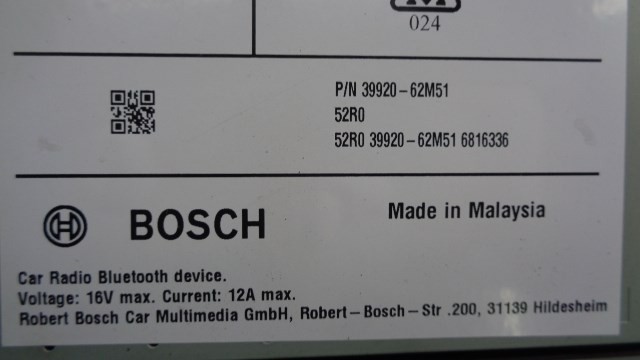 024
P/N 39920-62M51
52R0
52R0 39920-62M51 6816336
BOSCH
Made in Malaysia
Car Radio Bluetooth device.
Voltage: 16V max. Current: 12A max.
Robert Bosch Car Multimedia GmbH, Robert-Bosch-Str .200, 31139 Hildesheim